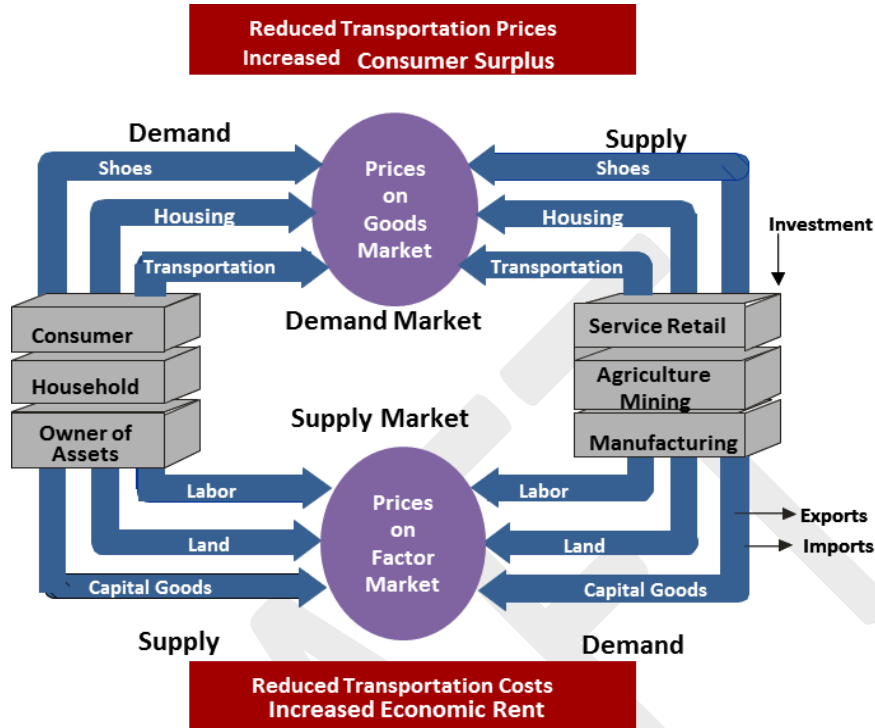 Reduced Transportation Prices
Increased Consumer Surplus
Demand
Supply
Shoes
Prices
on
Goods
Market
Shoes
Housing
Housing
Investment
Transportation
Transportation
Demand Market
Consumer
Household
Owner of
Assets
Service Retail
Agriculture
Mining
Manufacturing
Supply Market
Labor
Prices
on
Factor
Market
Labor
Land
Land
Exports
Imports
Capital Goods
Capital Goods
Supply
Demand
Reduced Transportation Costs
Increased Economic Rent